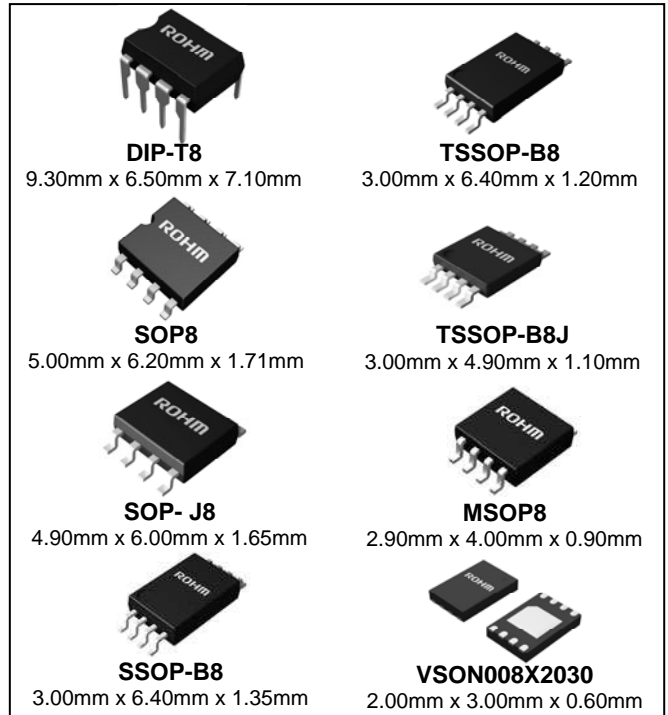 ROHM
DIP-T8
9.30mm x 6.50mm x 7.10mm
ROHM
TSSOP-B8
3.00mm x 6.40mm x 1.20mm
ROHM
SOP8
5.00mm x 6.20mm x 1.71mm
ROHM
TSSOP-B8J
3.00mm x 4.90mm x 1.10mm
ROHM
SOP- J8
4.90mm x 6.00mm x 1.65mm
ROHM
MSOP8
2.90mm x 4.00mm x 0.90mm
ROHM
SSOP-B8
3.00mm x 6.40mm x 1.35mm
ROHM
VSON008X2030
2.00mm x 3.00mm x 0.60mm